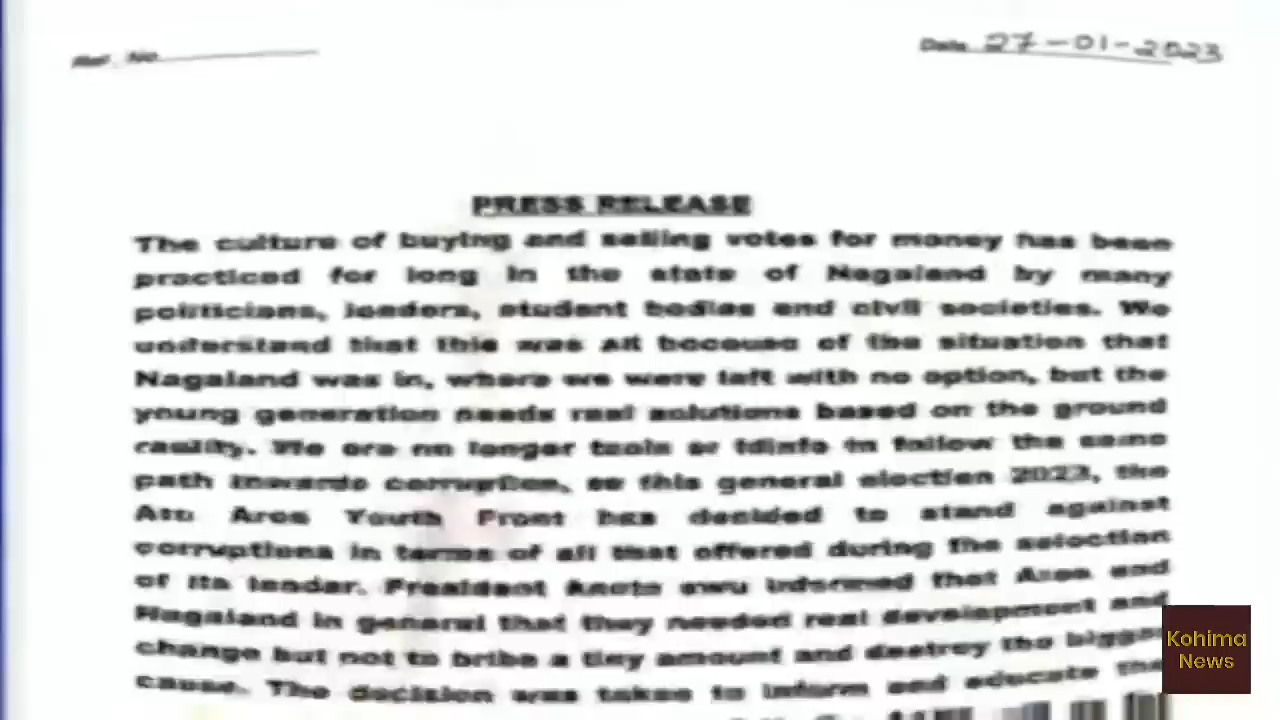 Ref. No
Date 27-01-2023
PRESS RELEASE
The culture of buying and selling votes for money has been
practiced for long in the state of Nagaland by many
politicians, leaders, student bodies and civil societies. We
understand that this was all because of the situation that
Nagaland was in, where we were left with no option, but the
young generation needs real solutions based on the ground
reality. We are no longer tools or to follow the same
path towards corruption, so this general election 2023, the
Area Youth Front has decided to stand against
corruptions in terms of all that offered during the selection
of its leader. President informed that Area and
Nagaland in general that they needed real development and
change but not to bribe a tiny amount and destroy the bigger
cause. The decision was taken to inform and educate the
Kohima
News